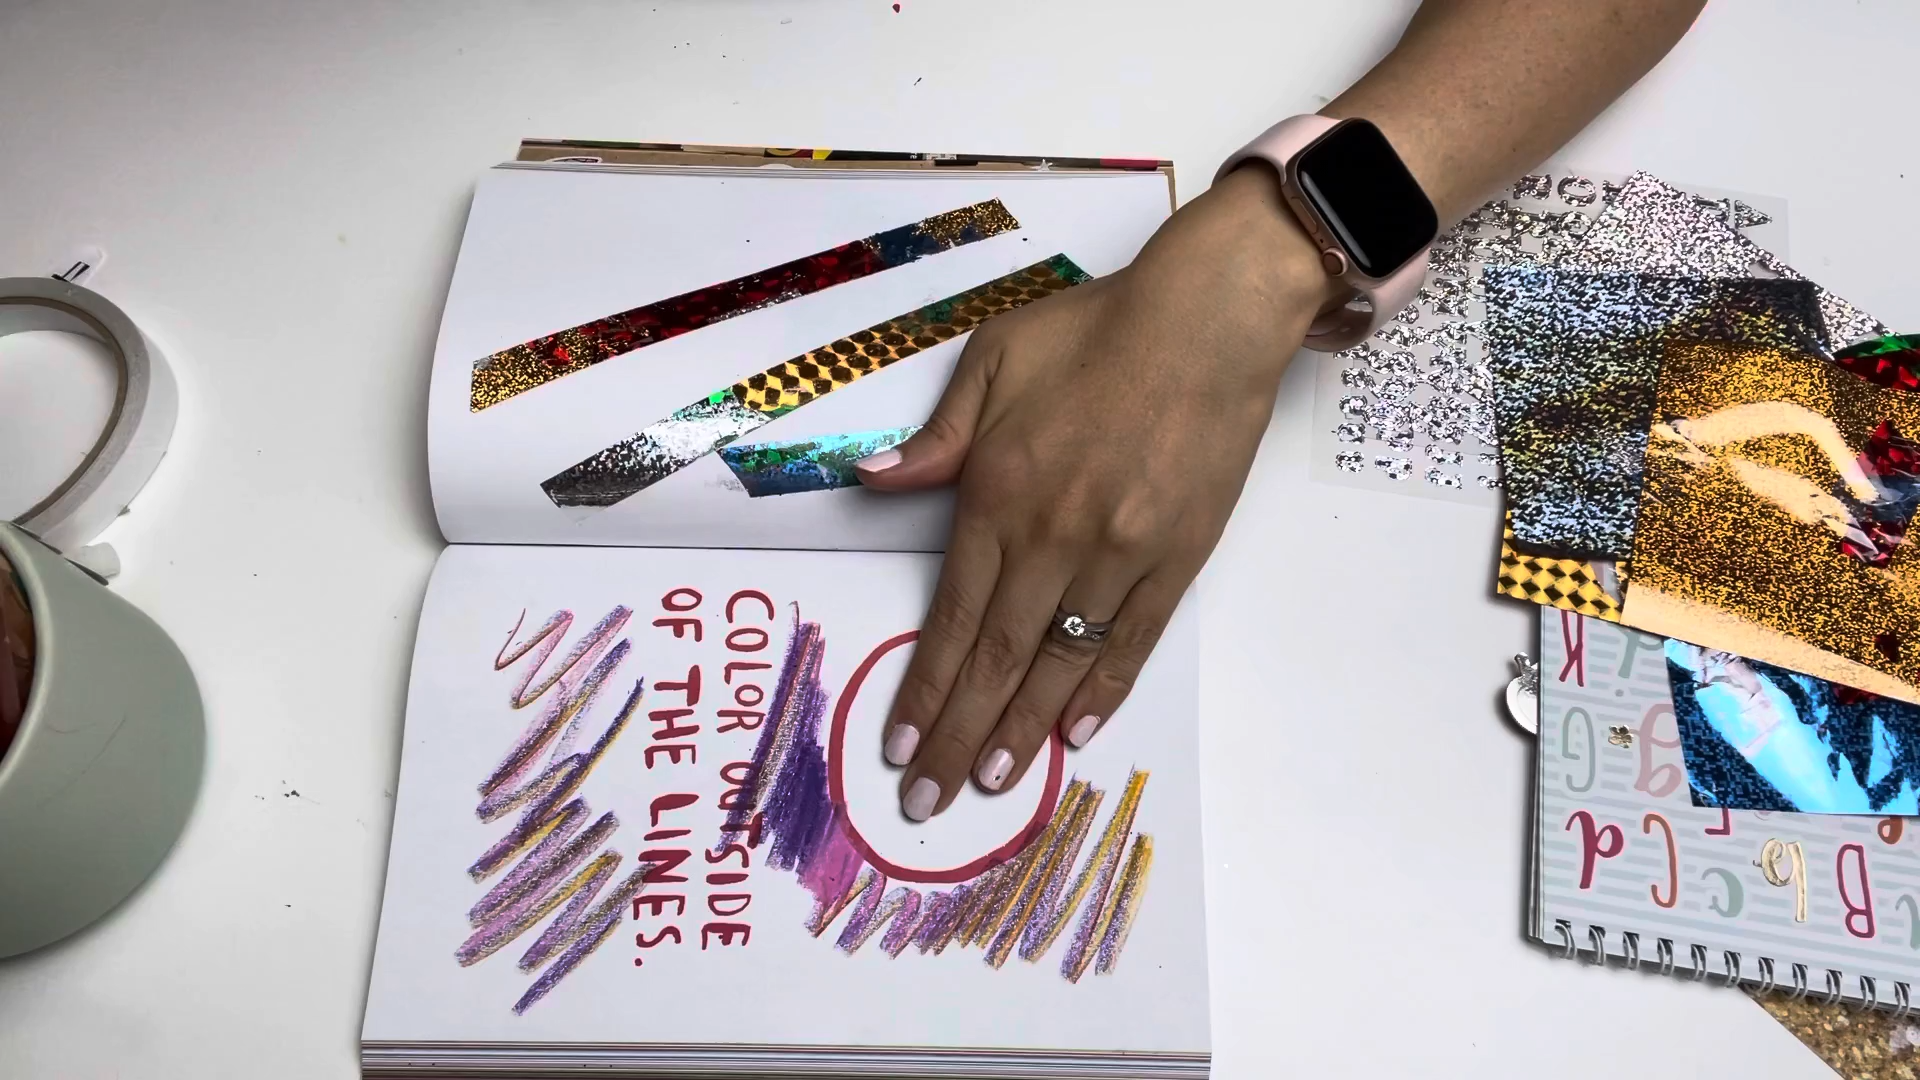 COLOR OUTSIDE
OF THE LINES.
K
G g
d C c b B